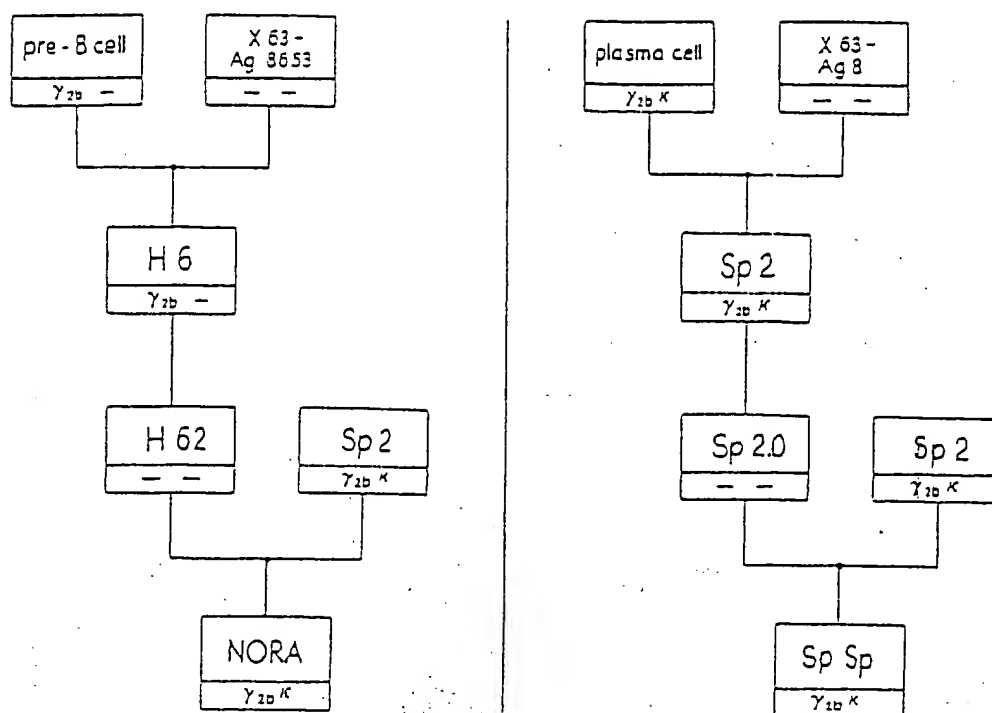 pre - B cell
γ2b —
X 63 -
Ag 8653
— —
H 6
γ2b —
H 62
— —
Sp 2
γ2b κ
NORA
γ2b κ
plasma cell
γ2b κ
X 63 -
Ag 8
— —
Sp 2
γ2b κ
Sp 2.0
— —
Sp 2
γ2b κ
Sp Sp
γ2b κ